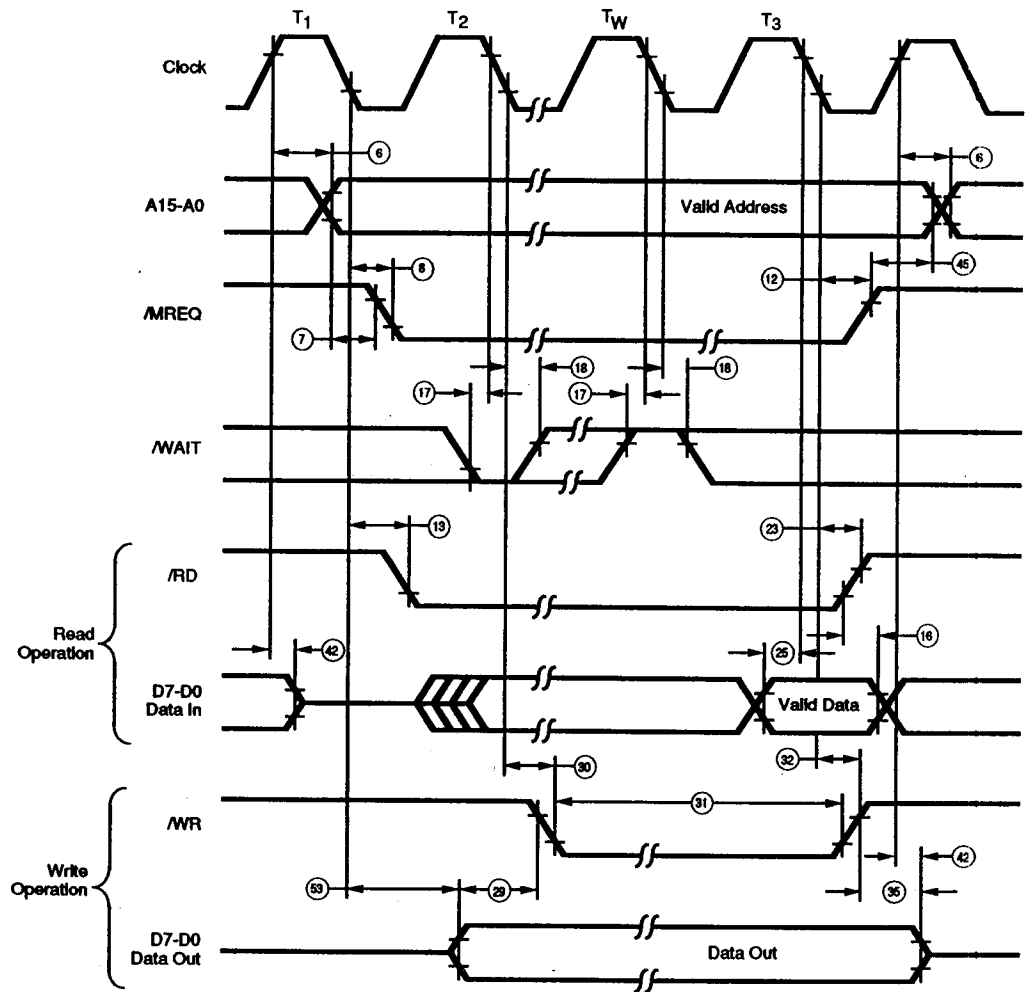 T1 T2 TW T3
Clock
6 6
A15-A0 Valid Address
8 12 45
/MREQ
7
18 18
17 17
/WAIT
13 23
/RD
Read
Operation
42 25 16
D7-D0
Data In Valid Data
30 32
31
/WR
42
Write
Operation
53 29 35
D7-D0
Data Out Data Out